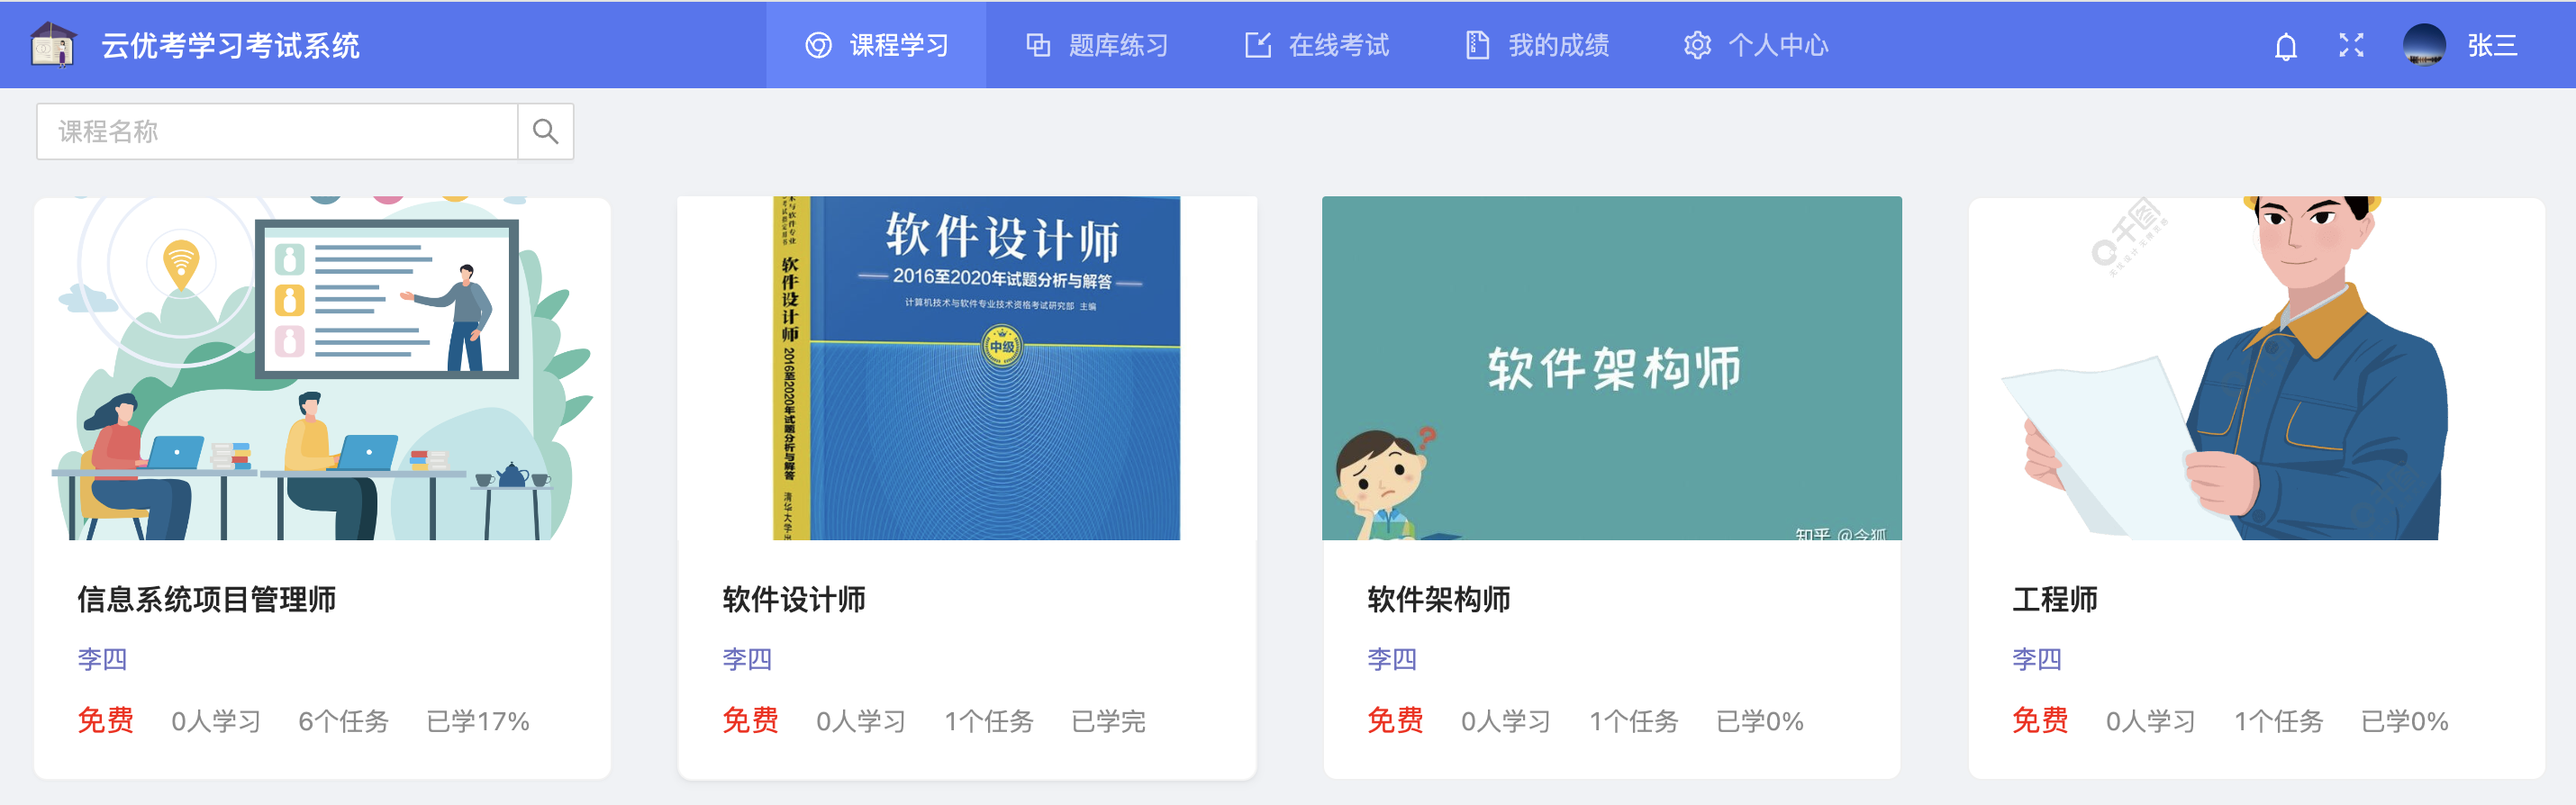 云优考学习考试系统
课程学习
题库练习
在线考试
我的成绩
个人中心
张三
课程名称
软件设计师
2016至2020年试题分析与解答
计算机技术与软件专业技术资格考试研究部 主编
中级
软件设计师 2016至2020年试题分析与解答
软件架构师
?
知乎 @令狐
千图
信息系统项目管理师
李四
免费 0人学习 6个任务 已学17%
软件设计师
李四
免费 0人学习 1个任务 已学完
软件架构师
李四
免费 0人学习 1个任务 已学0%
工程师
李四
免费 0人学习 1个任务 已学0%